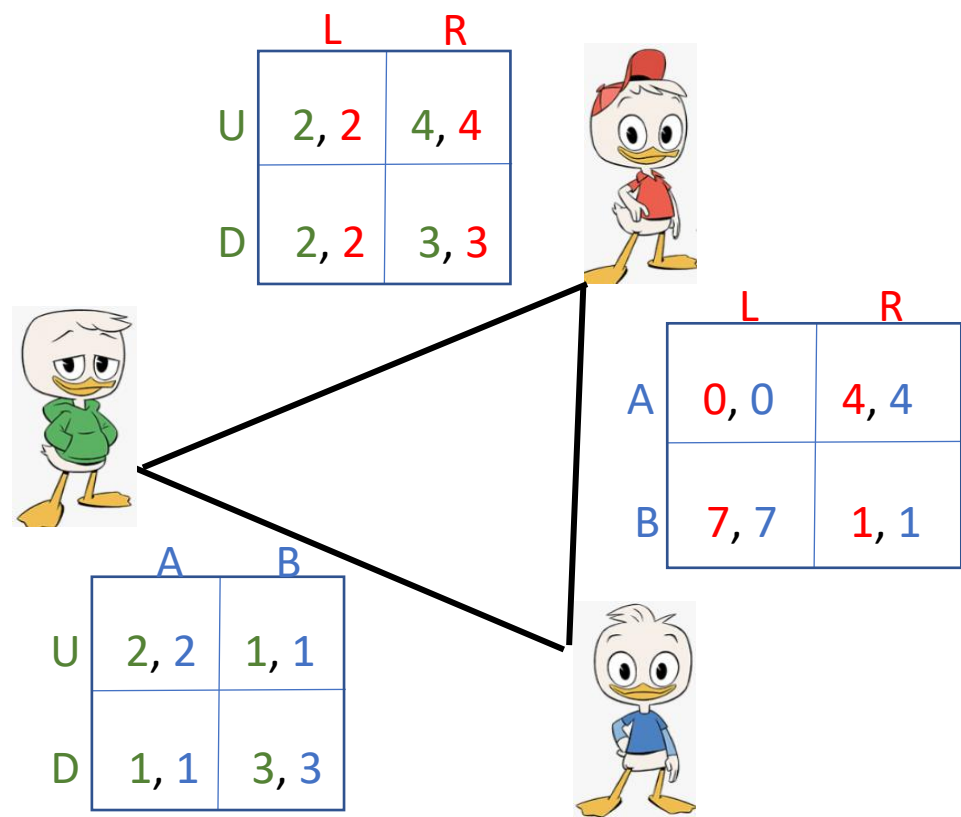 L R
U 2, 2 4, 4
D 2, 2 3, 3
L R
A 0, 0 4, 4
B 7, 7 1, 1
A B
U 2, 2 1, 1
D 1, 1 3, 3